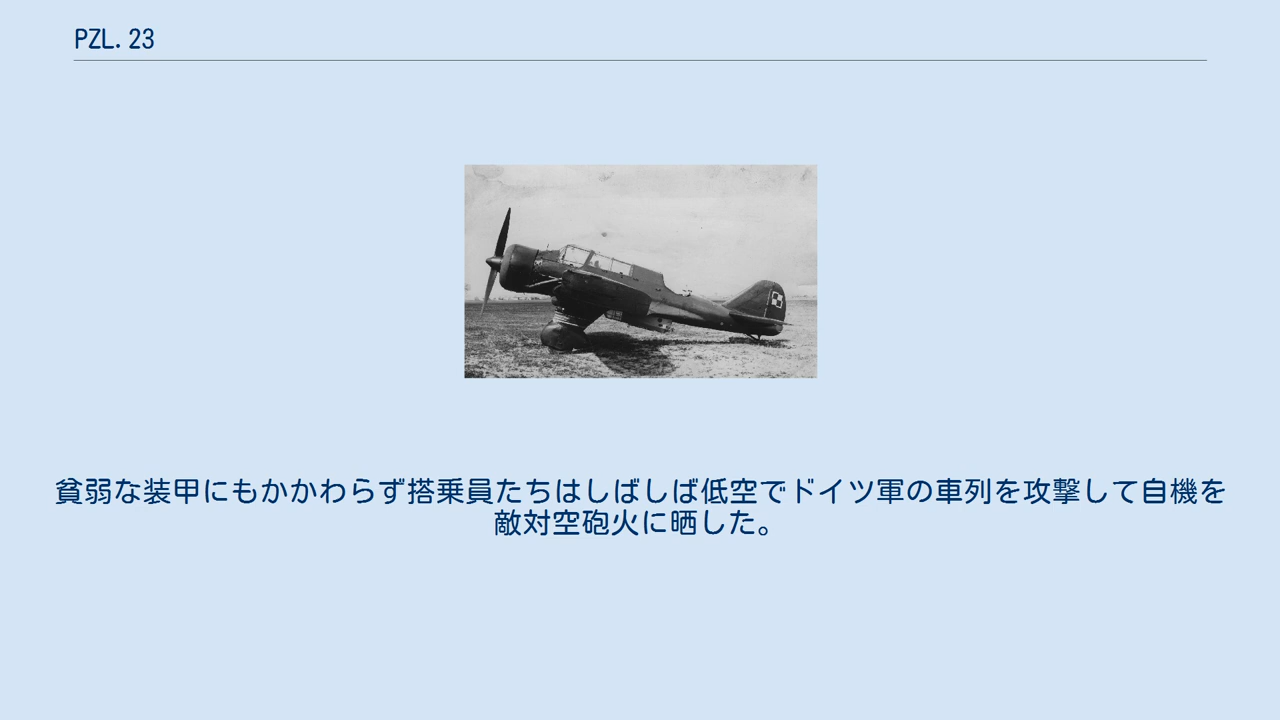 PZL.23
貧弱な装甲にもかかわらず搭乗員たちはしばしば低空でドイツ軍の車列を攻撃して自機を
敵対空砲火に晒した。